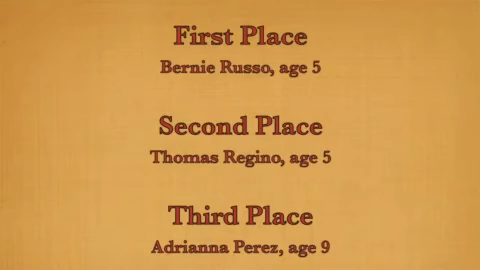 First Place
Bernie Russo, age 5
Second Place
Thomas Regino, age 5
Third Place
Adrianna Perez, age 9